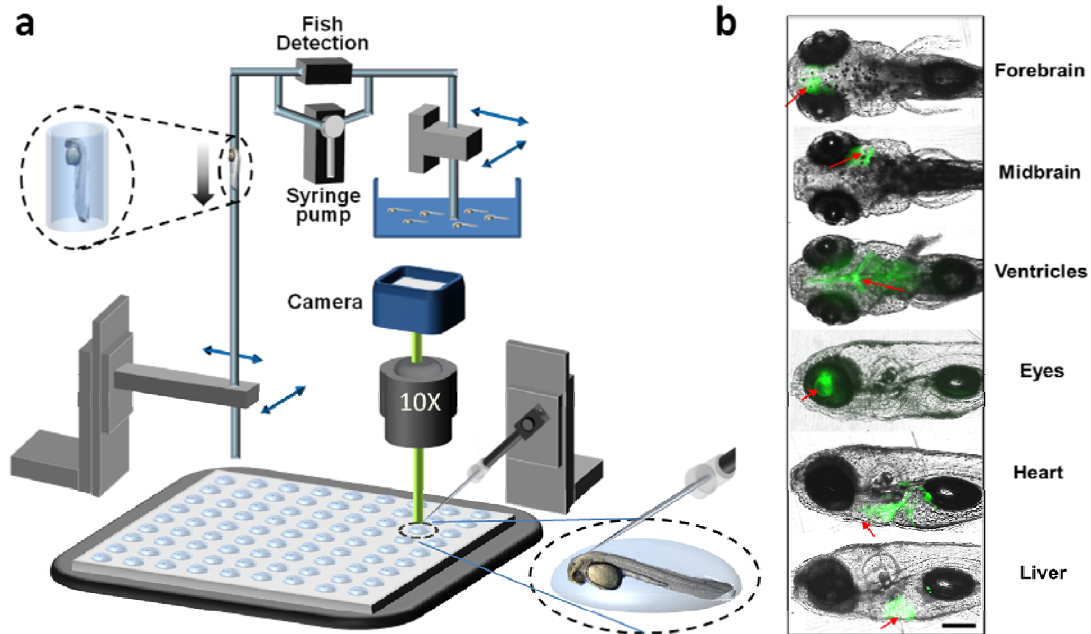 a
Fish
Detection
Syringe
pump
Camera
10X
b
Forebrain
Midbrain
Ventricles
Eyes
Heart
Liver